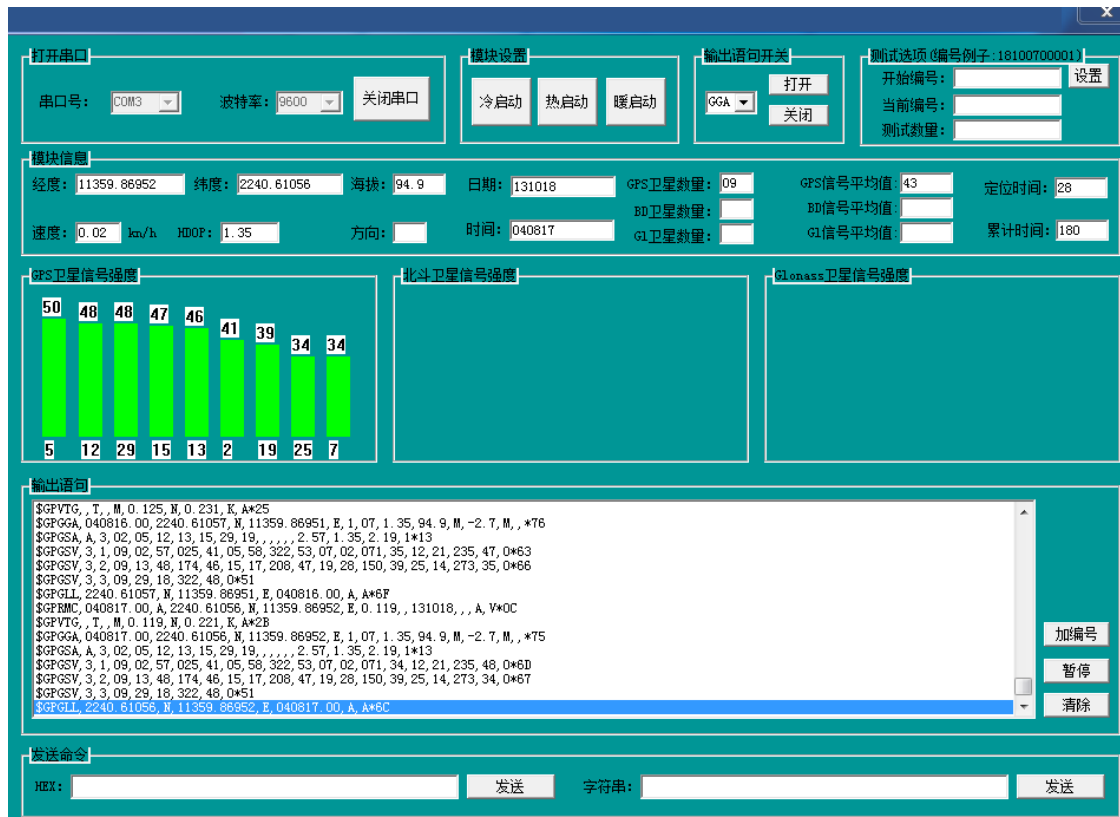 打开串口
串口号: COM3 波特率: 9600 关闭串口
模块设置
冷启动 热启动 暖启动
输出语句开关
GGA 打开
关闭
测试选项(编号例子:18100700001)
开始编号: 设置
当前编号:
测试数量:
模块信息
经度: 11359.86952 纬度: 2240.61056 海拔: 94.9 日期: 131018 GPS卫星数量: 09 GPS信号平均值: 43 定位时间: 28
BD卫星数量: BD信号平均值:
速度: 0.02 km/h HDOP: 1.35 方向: 时间: 040817 Gl卫星数量: Gl信号平均值: 累计时间: 180
GPS卫星信号强度
50 48 48 47 46 41 39 34 34
5 12 29 15 13 2 19 25 7
北斗卫星信号强度
Glonass卫星信号强度
输出语句
$GPVTG,,T,,M,0.125,N,0.231,K,A*25
$GPGGA,040816.00,2240.61057,N,11359.86951,E,1,07,1.35,94.9,M,-2.7,M,,*76
$GPGSA,A,3,02,05,12,13,15,29,19,,,,,,2.57,1.35,2.19,1*13
$GPGSV,3,1,09,02,57,025,41,05,58,322,53,07,02,071,35,12,21,235,47,0*63
$GPGSV,3,2,09,13,48,174,46,15,17,208,47,19,28,150,39,25,14,273,35,0*66
$GPGSV,3,3,09,29,18,322,48,0*51
$GPGLL,2240.61057,N,11359.86951,E,040816.00,A,A*6F
$GPRMC,040817.00,A,2240.61056,N,11359.86952,E,0.119,,131018,,,A,V*0C
$GPVTG,,T,,M,0.119,N,0.221,K,A*2B
$GPGGA,040817.00,2240.61056,N,11359.86952,E,1,07,1.35,94.9,M,-2.7,M,,*75
$GPGSA,A,3,02,05,12,13,15,29,19,,,,,,2.57,1.35,2.19,1*13
$GPGSV,3,1,09,02,57,025,41,05,58,322,53,07,02,071,34,12,21,235,48,0*6D
$GPGSV,3,2,09,13,48,174,46,15,17,208,47,19,28,150,39,25,14,273,34,0*67
$GPGSV,3,3,09,29,18,322,48,0*51
$GPGLL,2240.61056,N,11359.86952,E,040817.00,A,A*6C
加编号
暂停
清除
发送命令
HEX: 发送 字符串: 发送